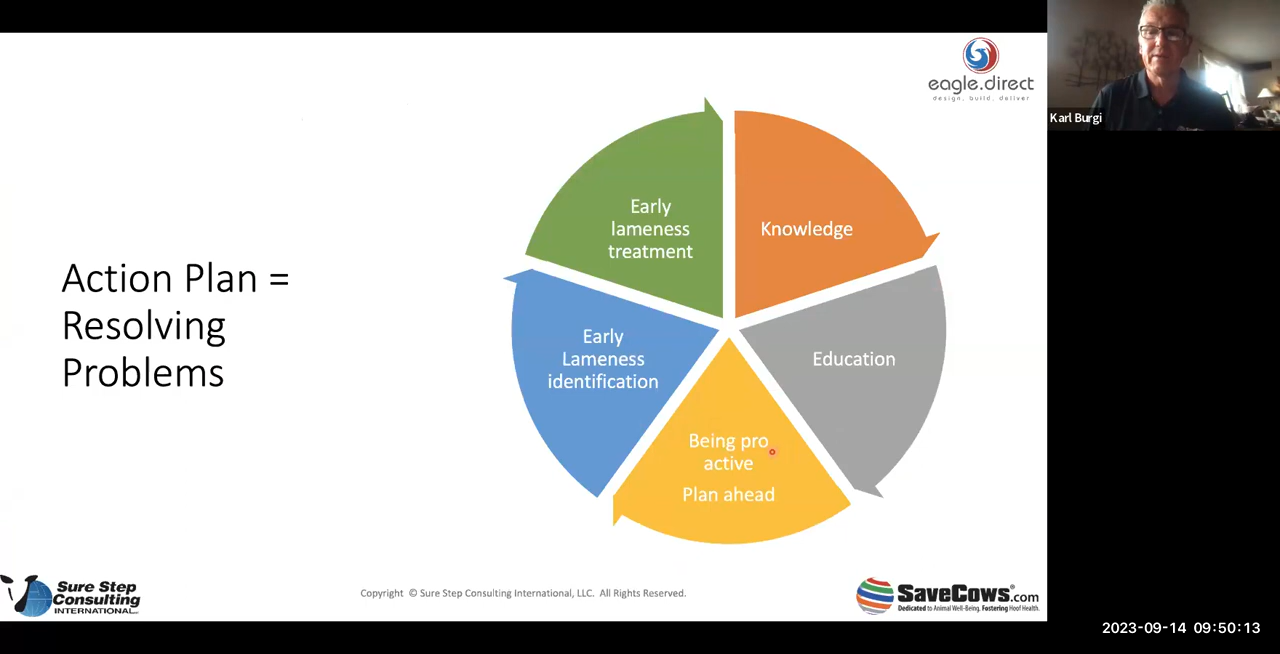 eagle.direct
design. build. deliver
Karl Burgi
Early
lameness
treatment
Knowledge
Action Plan =
Resolving
Problems
Early
Lameness
identification
Education
Being pro
active
Plan ahead
Sure Step
Consulting
INTERNATIONAL
Copyright © Sure Step Consulting International, LLC. All Rights Reserved.
SaveCows®.com
Dedicated to Animal Well-Being. Fostering Hoof Health.
2023-09-14 09:50:13